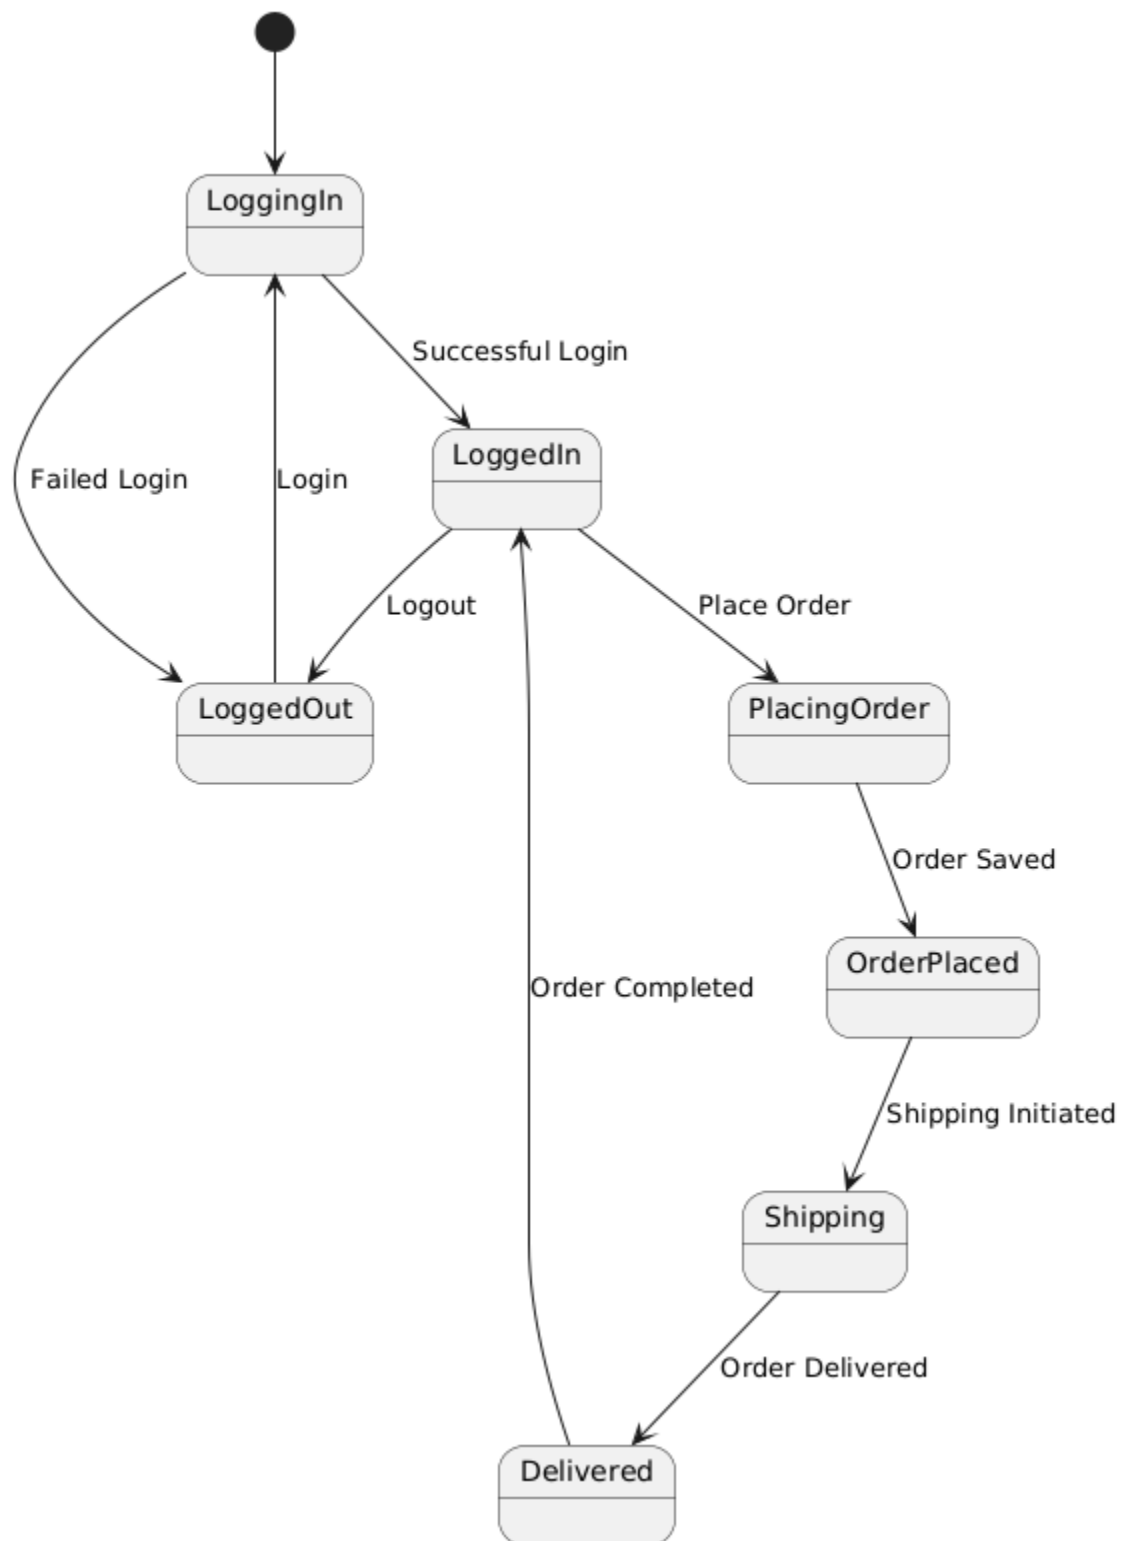 LoggingIn
Successful Login
LoggedIn
Failed Login
Login
Logout
Place Order
LoggedOut
PlacingOrder
Order Saved
OrderPlaced
Order Completed
Shipping Initiated
Shipping
Order Delivered
Delivered